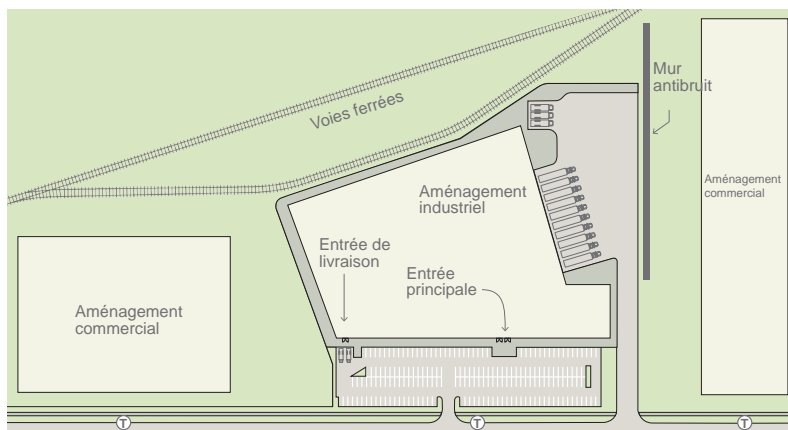 Voies ferrées
Mur
antibruit
Aménagement
industriel
Aménagement
commercial
Entrée de
livraison
Entrée
principale
Aménagement
commercial
T
T
T